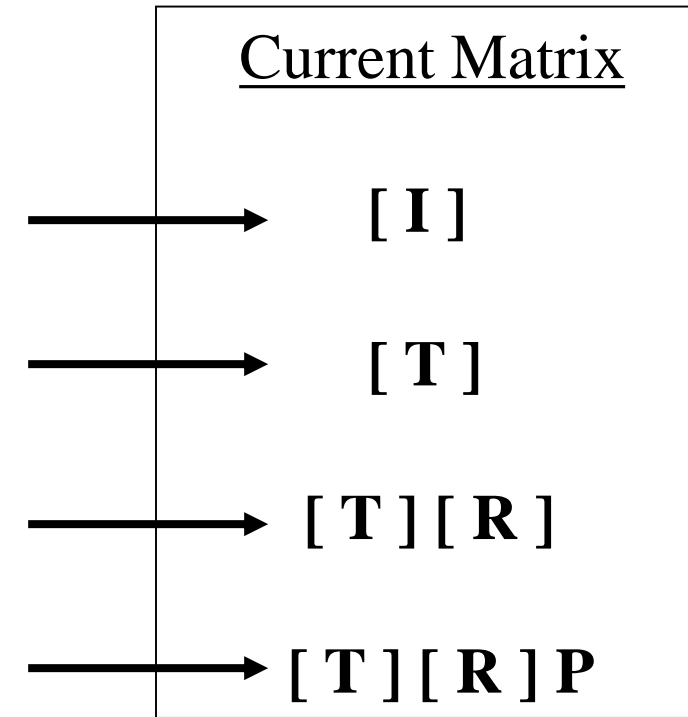 Current Matrix
[ I ]
[ T ]
[ T ] [ R ]
[ T ] [ R ] P